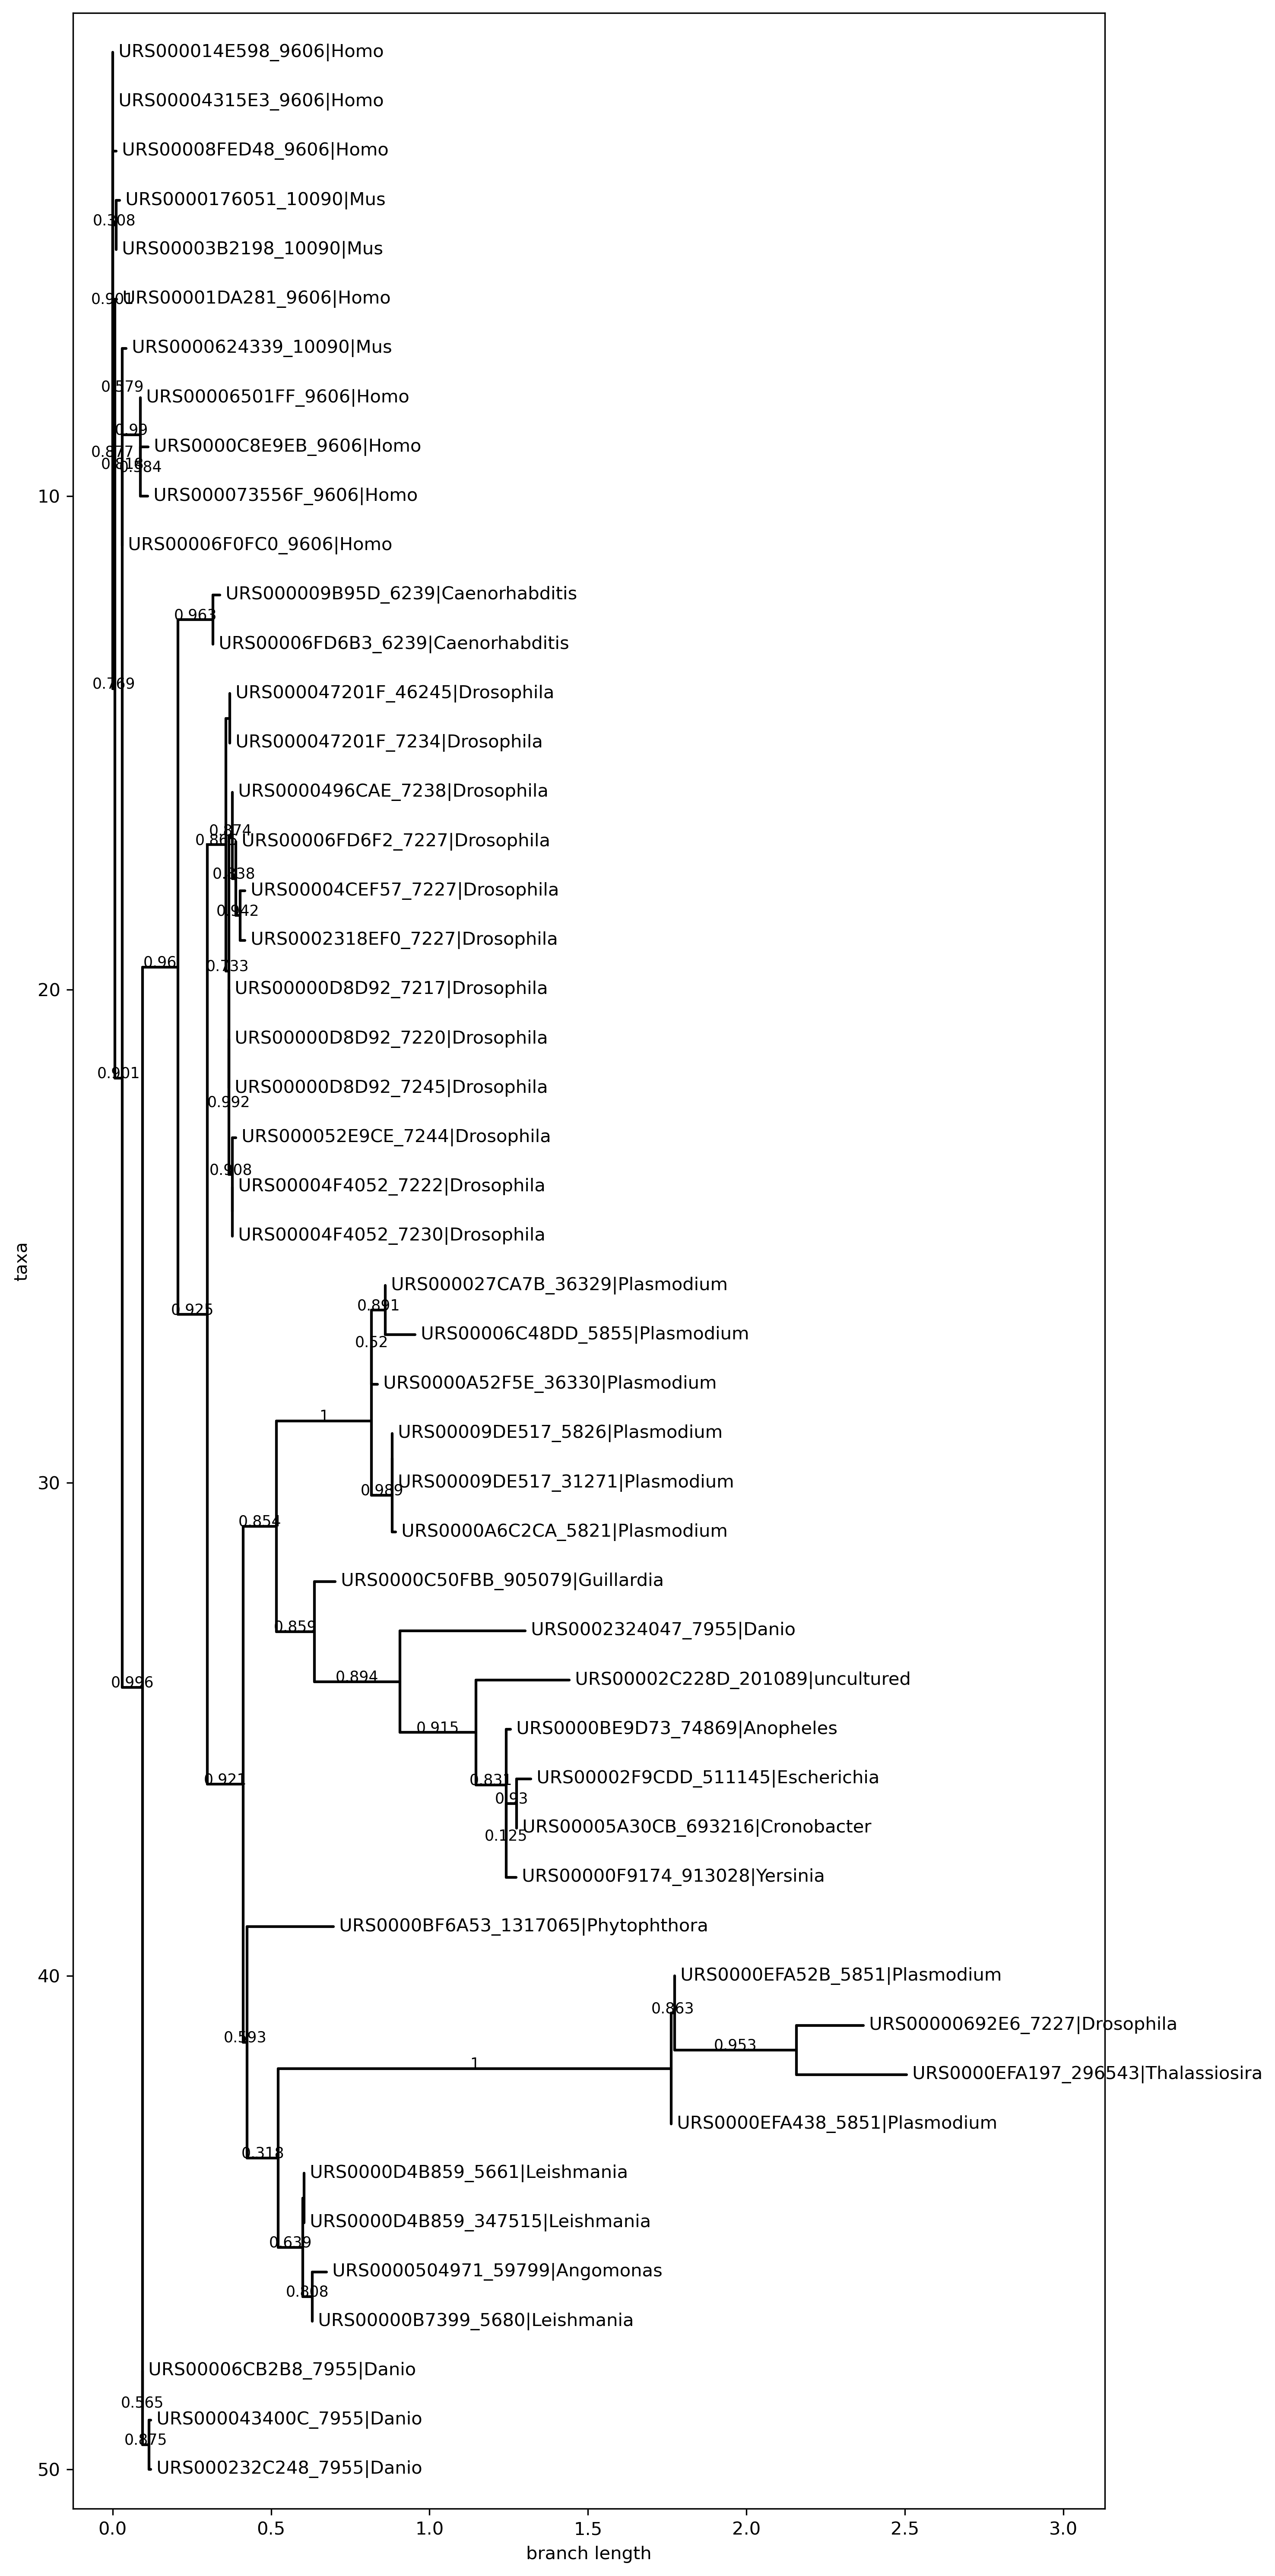 URS000014E598_9606|Homo
URS00004315E3_9606|Homo
URS00008FED48_9606|Homo
URS0000176051_10090|Mus
0.308
URS00003B2198_10090|Mus
0.901
URS00001DA281_9606|Homo
URS0000624339_10090|Mus
0.579
URS00006501FF_9606|Homo
0.99
URS0000C8E9EB_9606|Homo
0.877
URS000073556F_9606|Homo
10
URS00006F0FC0_9606|Homo
URS000009B95D_6239|Caenorhabditis
0.963
URS00006FD6B3_6239|Caenorhabditis
0.769
URS000047201F_46245|Drosophila
URS000047201F_7234|Drosophila
URS0000496CAE_7238|Drosophila
0.874
URS00006FD6F2_7227|Drosophila
0.838
URS00004CEF57_7227|Drosophila
0.942
URS0002318EF0_7227|Drosophila
0.96
0.733
URS00000D8D92_7217|Drosophila
20
URS00000D8D92_7220|Drosophila
0.901
URS00000D8D92_7245|Drosophila
0.992
URS000052E9CE_7244|Drosophila
0.908
URS00004F4052_7222|Drosophila
URS00004F4052_7230|Drosophila
taxa
URS000027CA7B_36329|Plasmodium
0.891
0.925
URS00006C48DD_5855|Plasmodium
0.52
URS0000A52F5E_36330|Plasmodium
1
URS00009DE517_5826|Plasmodium
URS00009DE517_31271|Plasmodium
30
0.989
0.854
URS0000A6C2CA_5821|Plasmodium
URS0000C50FBB_905079|Guillardia
0.859
URS0002324047_7955|Danio
0.894
URS00002C228D_201089|uncultured
0.996
0.915
URS0000BE9D73_74869|Anopheles
0.921
0.831
URS00002F9CDD_511145|Escherichia
0.93
URS00005A30CB_693216|Cronobacter
0.125
URS00000F9174_913028|Yersinia
URS0000BF6A53_1317065|Phytophthora
URS0000EFA52B_5851|Plasmodium
40
0.863
URS00000692E6_7227|Drosophila
0.593
0.953
1
URS0000EFA197_296543|Thalassiosira
URS0000EFA438_5851|Plasmodium
0.318
URS0000D4B859_5661|Leishmania
URS0000D4B859_347515|Leishmania
0.639
URS0000504971_59799|Angomonas
0.808
URS00000B7399_5680|Leishmania
URS00006CB2B8_7955|Danio
0.565
URS000043400C_7955|Danio
0.875
URS000232C248_7955|Danio
50
0.0 0.5 1.0 1.5 2.0 2.5 3.0
branch length